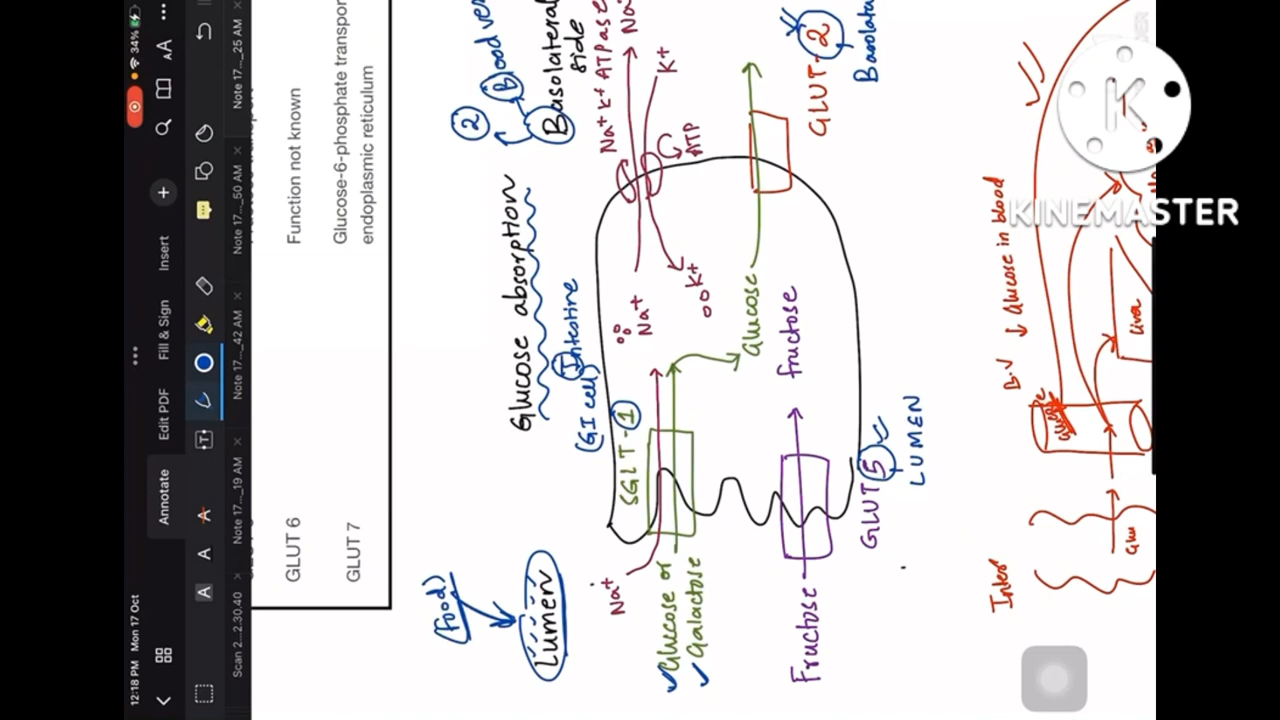 12:18 PM Mon 17 Oct
34%
Annotate
Edit PDF
Fill & Sign
Insert
Scan 2...2.30.40
Note 17..._19 AM
Note 17..._42 AM
Note 17..._50 AM
Note 17..._25 AM
GLUT 6
Function not known
GLUT 7
Glucose-6-phosphate transpor
endoplasmic reticulum
(Food)
Lumen
Glucose absorption
Intestine
(GI cell)
2
Blood ve
Basolateral
side
SGLT-1
Na+
Na+
Na+ K+ ATPase
Na
K+
K+
ATP
Glucose or
Galactose
Glucose
GLUT-2
Basolat
Fructose
fructose
GLUT 5
LUMEN
B.V ↓ Glucose in blood
Glu
Liver
KINEMASTER